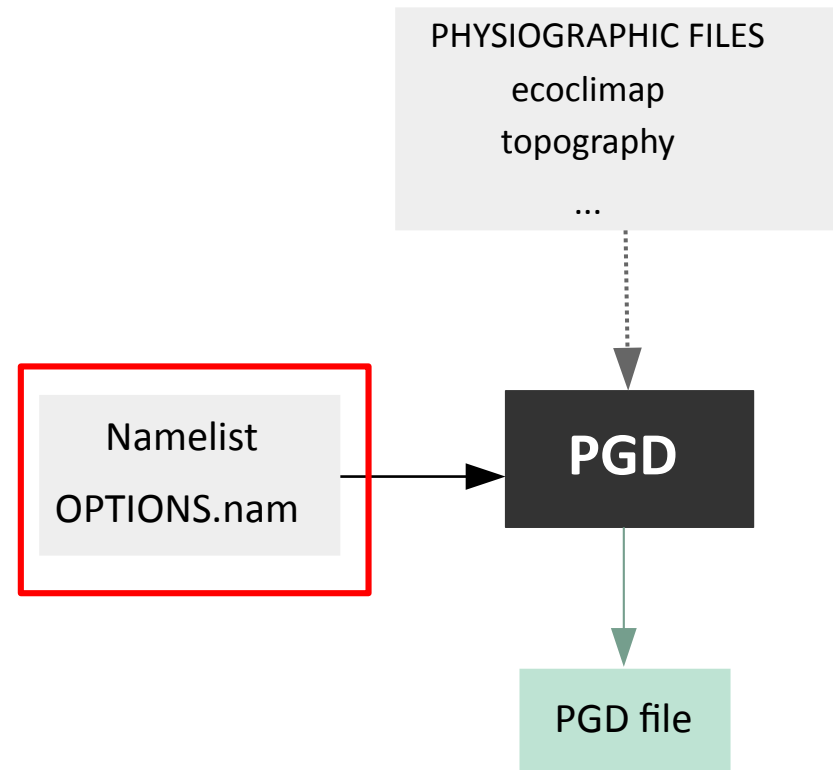 PHYSIOGRAPHIC FILES
ecoclimap
topography
...
Namelist
OPTIONS.nam
PGD
PGD file